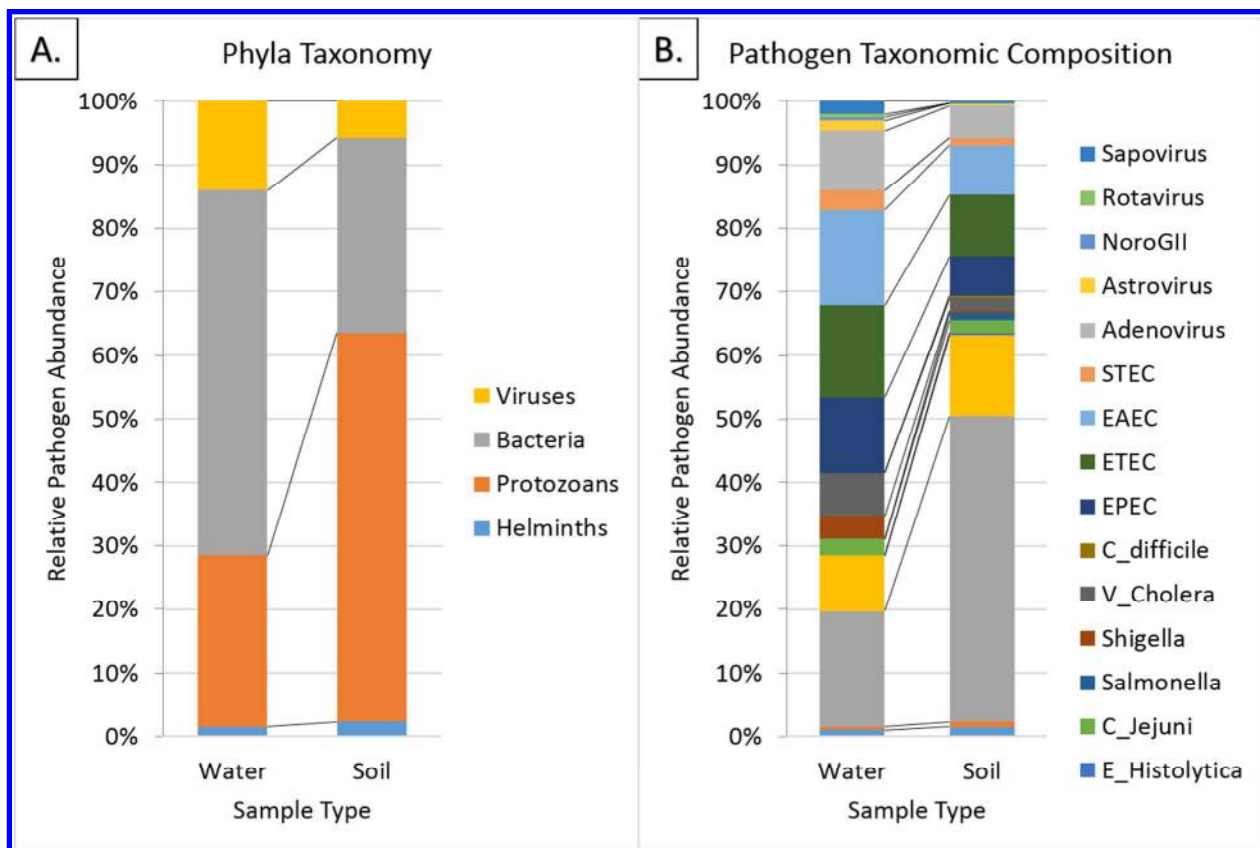 A.
Phyla Taxonomy
100%
90%
80%
70%
60%
50%
40%
30%
20%
10%
0%
Relative Pathogen Abundance
Water
Soil
Sample Type
Viruses
Bacteria
Protozoans
Helminths
B.
Pathogen Taxonomic Composition
100%
90%
80%
70%
60%
50%
40%
30%
20%
10%
0%
Relative Pathogen Abundance
Water
Soil
Sample Type
Sapovirus
Rotavirus
NoroGII
Astrovirus
Adenovirus
STEC
EAEC
ETEC
EPEC
C_difficile
V_Cholera
Shigella
Salmonella
C_Jejuni
E_Histolytica